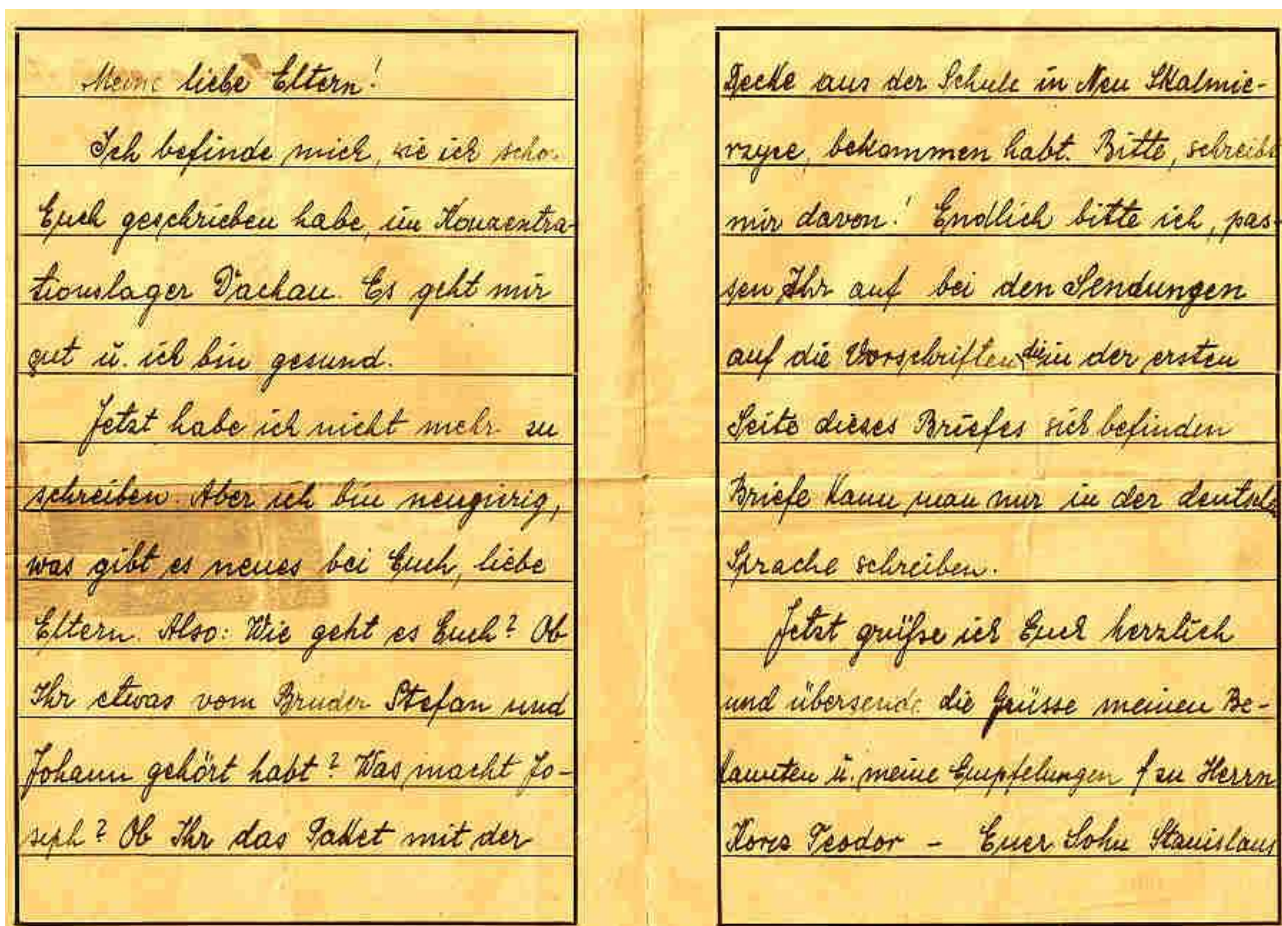 Meine liebe Eltern!
Ich befinde mich, wie ich scho
Euch geschrieben habe, im Konzentra-
tionslager Dachau. Es geht mir
gut u. ich bin gesund.
Jetzt habe ich nicht mehr zu
schreiben. Aber ich bin neugierig,
was gibt es neues bei Euch, liebe
Eltern. Also: Wie geht es Euch? Ob
Ihr etwas vom Bruder Stefan und
Johann gehört habt? Was macht Jo-
seph? Ob Ihr das Paket mit der
Decke aus der Schule in Neu Skalmie-
rzyce, bekommen habt. Bitte, schreibt
mir davon! Endlich bitte ich, pas-
sen Ihr auf bei den Sendungen
auf die Vorschriften, die in der ersten
Seite dieses Briefes sich befinden
Briefe kann man nur in der deutsche
Sprache schreiben.
Jetzt grüße ich Euch herzlich
und übersende die Grüsse meinen Be-
kannten u. meine Empfelungen zu Herrn
Teodor - Euer Sohn Stanislaus